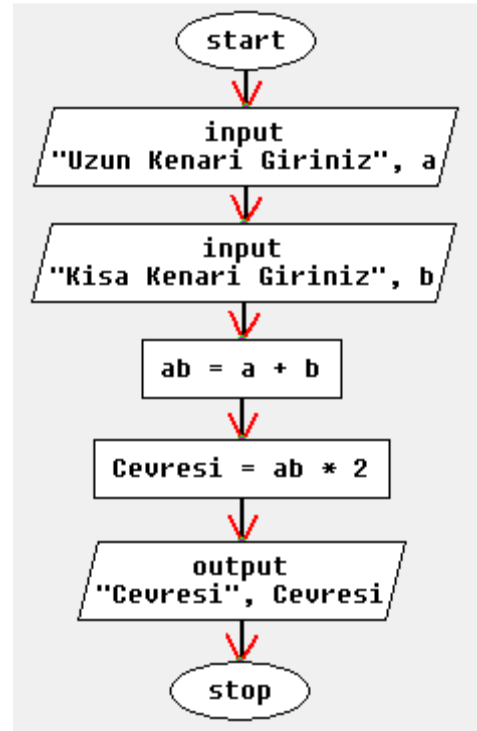 start
input
"Uzun Kenari Giriniz", a
input
"Kisa Kenari Giriniz", b
ab = a + b
Cevresi = ab * 2
output
"Cevresi", Cevresi
stop